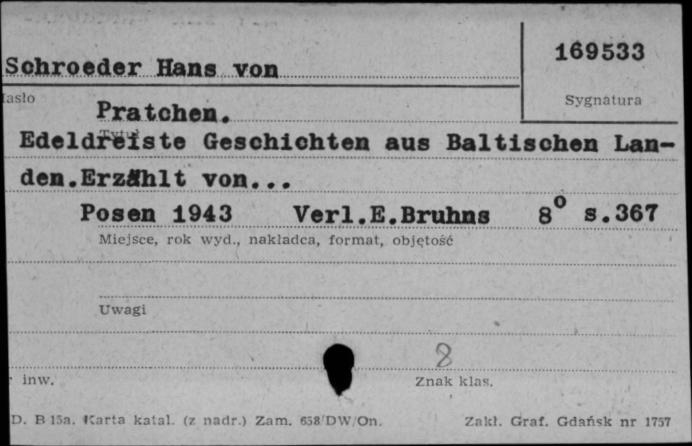 169533
Schroeder Hans von
Hasło
Sygnatura
Pratchen.
Tytuł
Edeldreiste Geschichten aus Baltischen Lan-
den.Erzählt von...
Posen 1943 Verl.E.Bruhns 8° s.367
Miejsce, rok wyd., nakładca, format, objętość
Uwagi
8
inw.
Znak klas.
D. B 15a. Karta katal. (z nadr.) Zam. 658/DW/On. Zakł. Graf. Gdańsk nr 1757